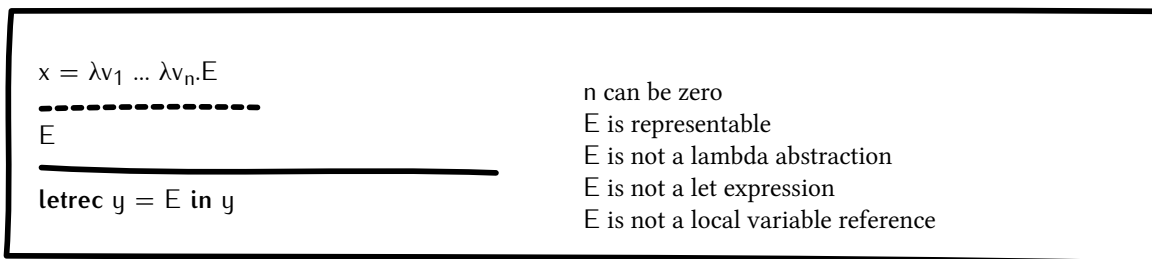 x = λv₁ ... λvₙ.E
E
letrec y = E in y
n can be zero
E is representable
E is not a lambda abstraction
E is not a let expression
E is not a local variable reference